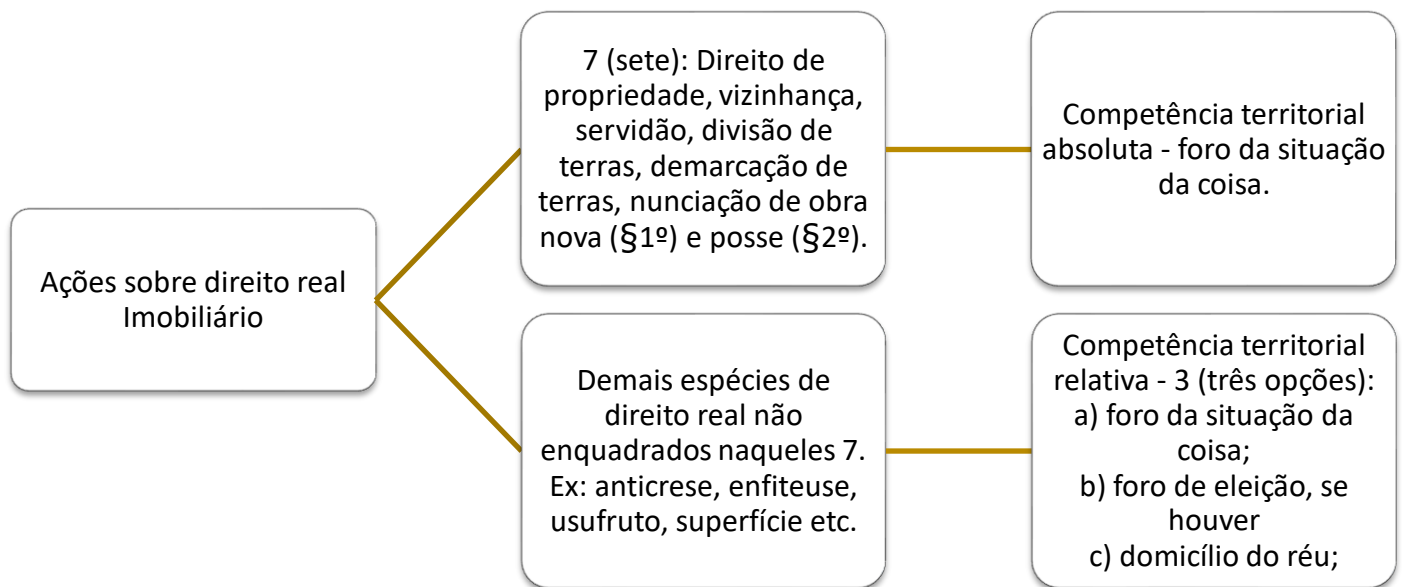 Ações sobre direito real
Imobiliário
7 (sete): Direito de
propriedade, vizinhança,
servidão, divisão de
terras, demarcação de
terras, nunciação de obra
nova (§1º) e posse (§2º).
Competência territorial
absoluta - foro da situação
da coisa.
Demais espécies de
direito real não
enquadrados naqueles 7.
Ex: anticrese, enfiteuse,
usufruto, superfície etc.
Competência territorial
relativa - 3 (três opções):
a) foro da situação da
coisa;
b) foro de eleição, se
houver
c) domicílio do réu;